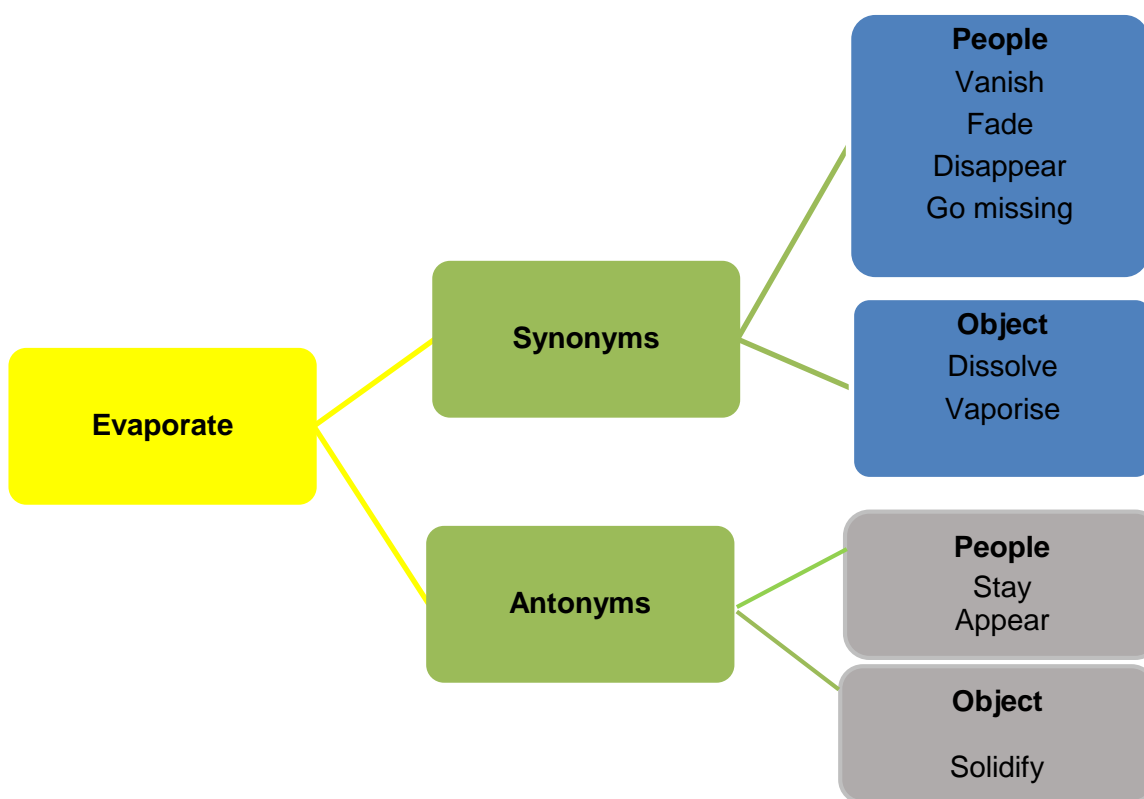 Evaporate
Synonyms
People
Vanish
Fade
Disappear
Go missing
Object
Dissolve
Vaporise
Antonyms
People
Stay
Appear
Object
Solidify